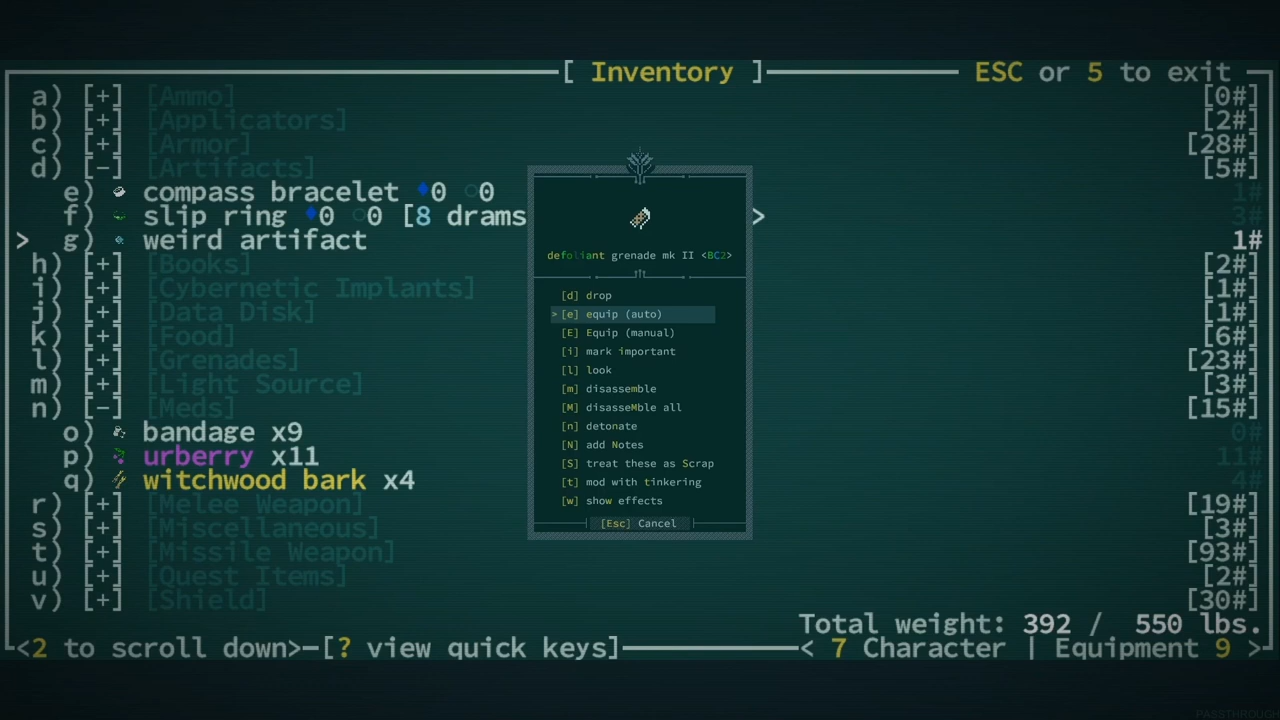 [ Inventory ] ESC or 5 to exit
a) [+] [Ammo] [0#]
b) [+] [Applicators] [2#]
c) [+] [Armor] [28#]
d) [-] [Artifacts] [5#]
e) compass bracelet 0 0 1#
f) slip ring 0 0 [8 drams > 3#
> g) weird artifact 1#
h) [+] [Books] [2#]
i) [+] [Cybernetic Implants] [1#]
j) [+] [Data Disk] [1#]
k) [+] [Food] [6#]
l) [+] [Grenades] [23#]
m) [+] [Light Source] [3#]
n) [-] [Meds] [15#]
o) bandage x9 0#
p) urberry x11 11#
q) witchwood bark x4 4#
r) [+] [Melee Weapon] [19#]
s) [+] [Miscellaneous] [3#]
t) [+] [Missile Weapon] [93#]
u) [+] [Quest Items] [2#]
v) [+] [Shield] [30#]
Total weight: 392 / 550 lbs.
<2 to scroll down> [? view quick keys] < 7 Character | Equipment 9 >
defoliant grenade mk II <BC2>
[d] drop
> [e] equip (auto)
[E] Equip (manual)
[i] mark important
[l] look
[m] disassemble
[M] disasseMble all
[n] detonate
[N] add Notes
[S] treat these as Scrap
[t] mod with tinkering
[w] show effects
[Esc] Cancel